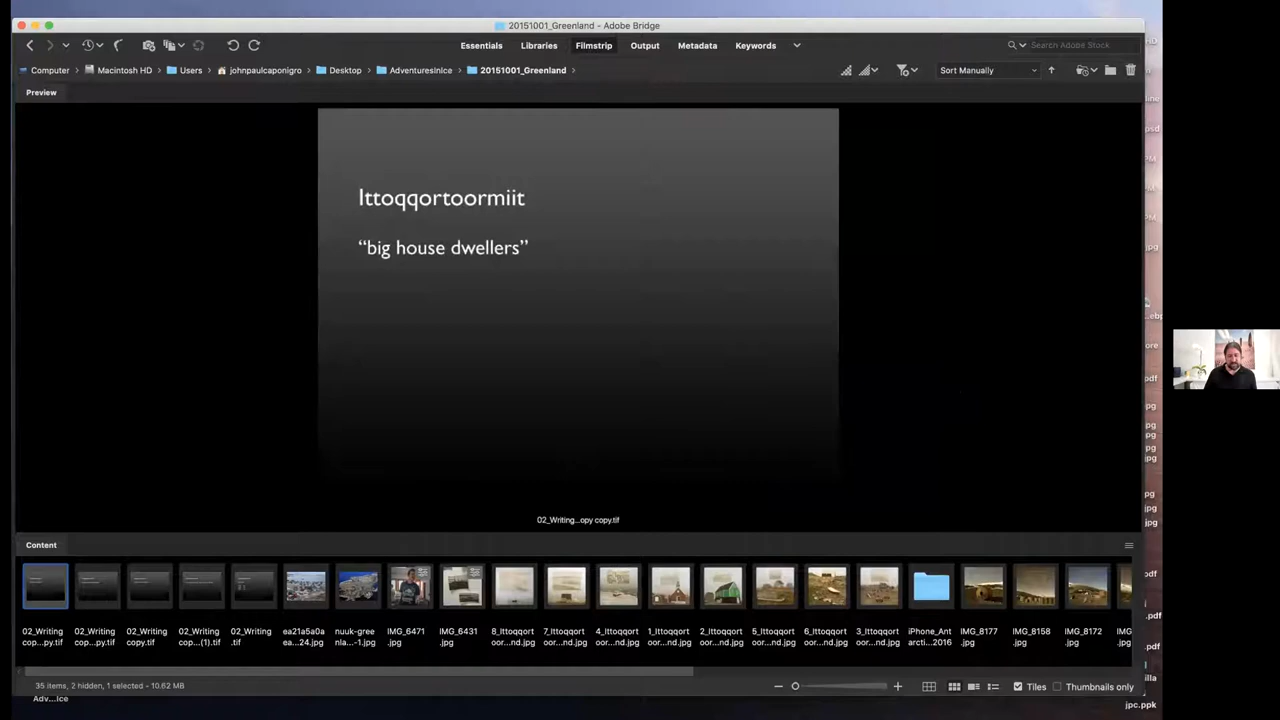 20151001_Greenland - Adobe Bridge
Essentials
Libraries
Filmstrip
Output
Metadata
Keywords
Search Adobe Stock
Computer
Macintosh HD
Users
johnpaulcaponigro
Desktop
AdventuresInIce
20151001_Greenland
Sort Manually
Preview
Ittoqqortoormiit
“big house dwellers”
02_Writing...opy copy.tif
Content
02_Writing
cop...py.tif
02_Writing
cop...py.tif
02_Writing
copy.tif
02_Writing
cop...(1).tif
02_Writing
.tif
ea21a5a0a
...24.jpg
nuuk-gree
nla...-1.jpg
IMG_6471
.jpg
IMG_6431
.jpg
8_Ittoqqort
oor...nd.jpg
7_Ittoqqort
oor...nd.jpg
4_Ittoqqort
oor...nd.jpg
1_Ittoqqort
oor...nd.jpg
2_Ittoqqort
oor...nd.jpg
5_Ittoqqort
oor...nd.jpg
6_Ittoqqort
oor...nd.jpg
3_Ittoqqort
oor...nd.jpg
iPhone_Ant
arcti...2016
IMG_8177
.jpg
IMG_8158
.jpg
IMG_8172
.jpg
35 items, 2 hidden, 1 selected - 10.62 MB
Tiles
Thumbnails only
Adv...Ice
jpc.ppk